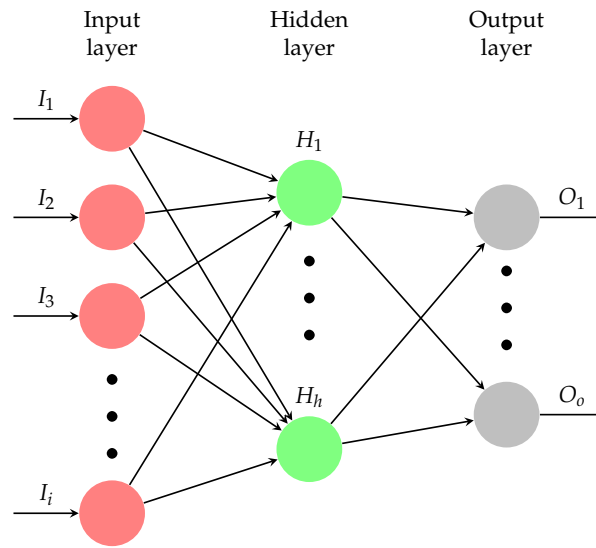 Input
layer
Hidden
layer
Output
layer
I₁
H₁
I₂
O₁
I₃
Hₕ
Oₒ
Iᵢ